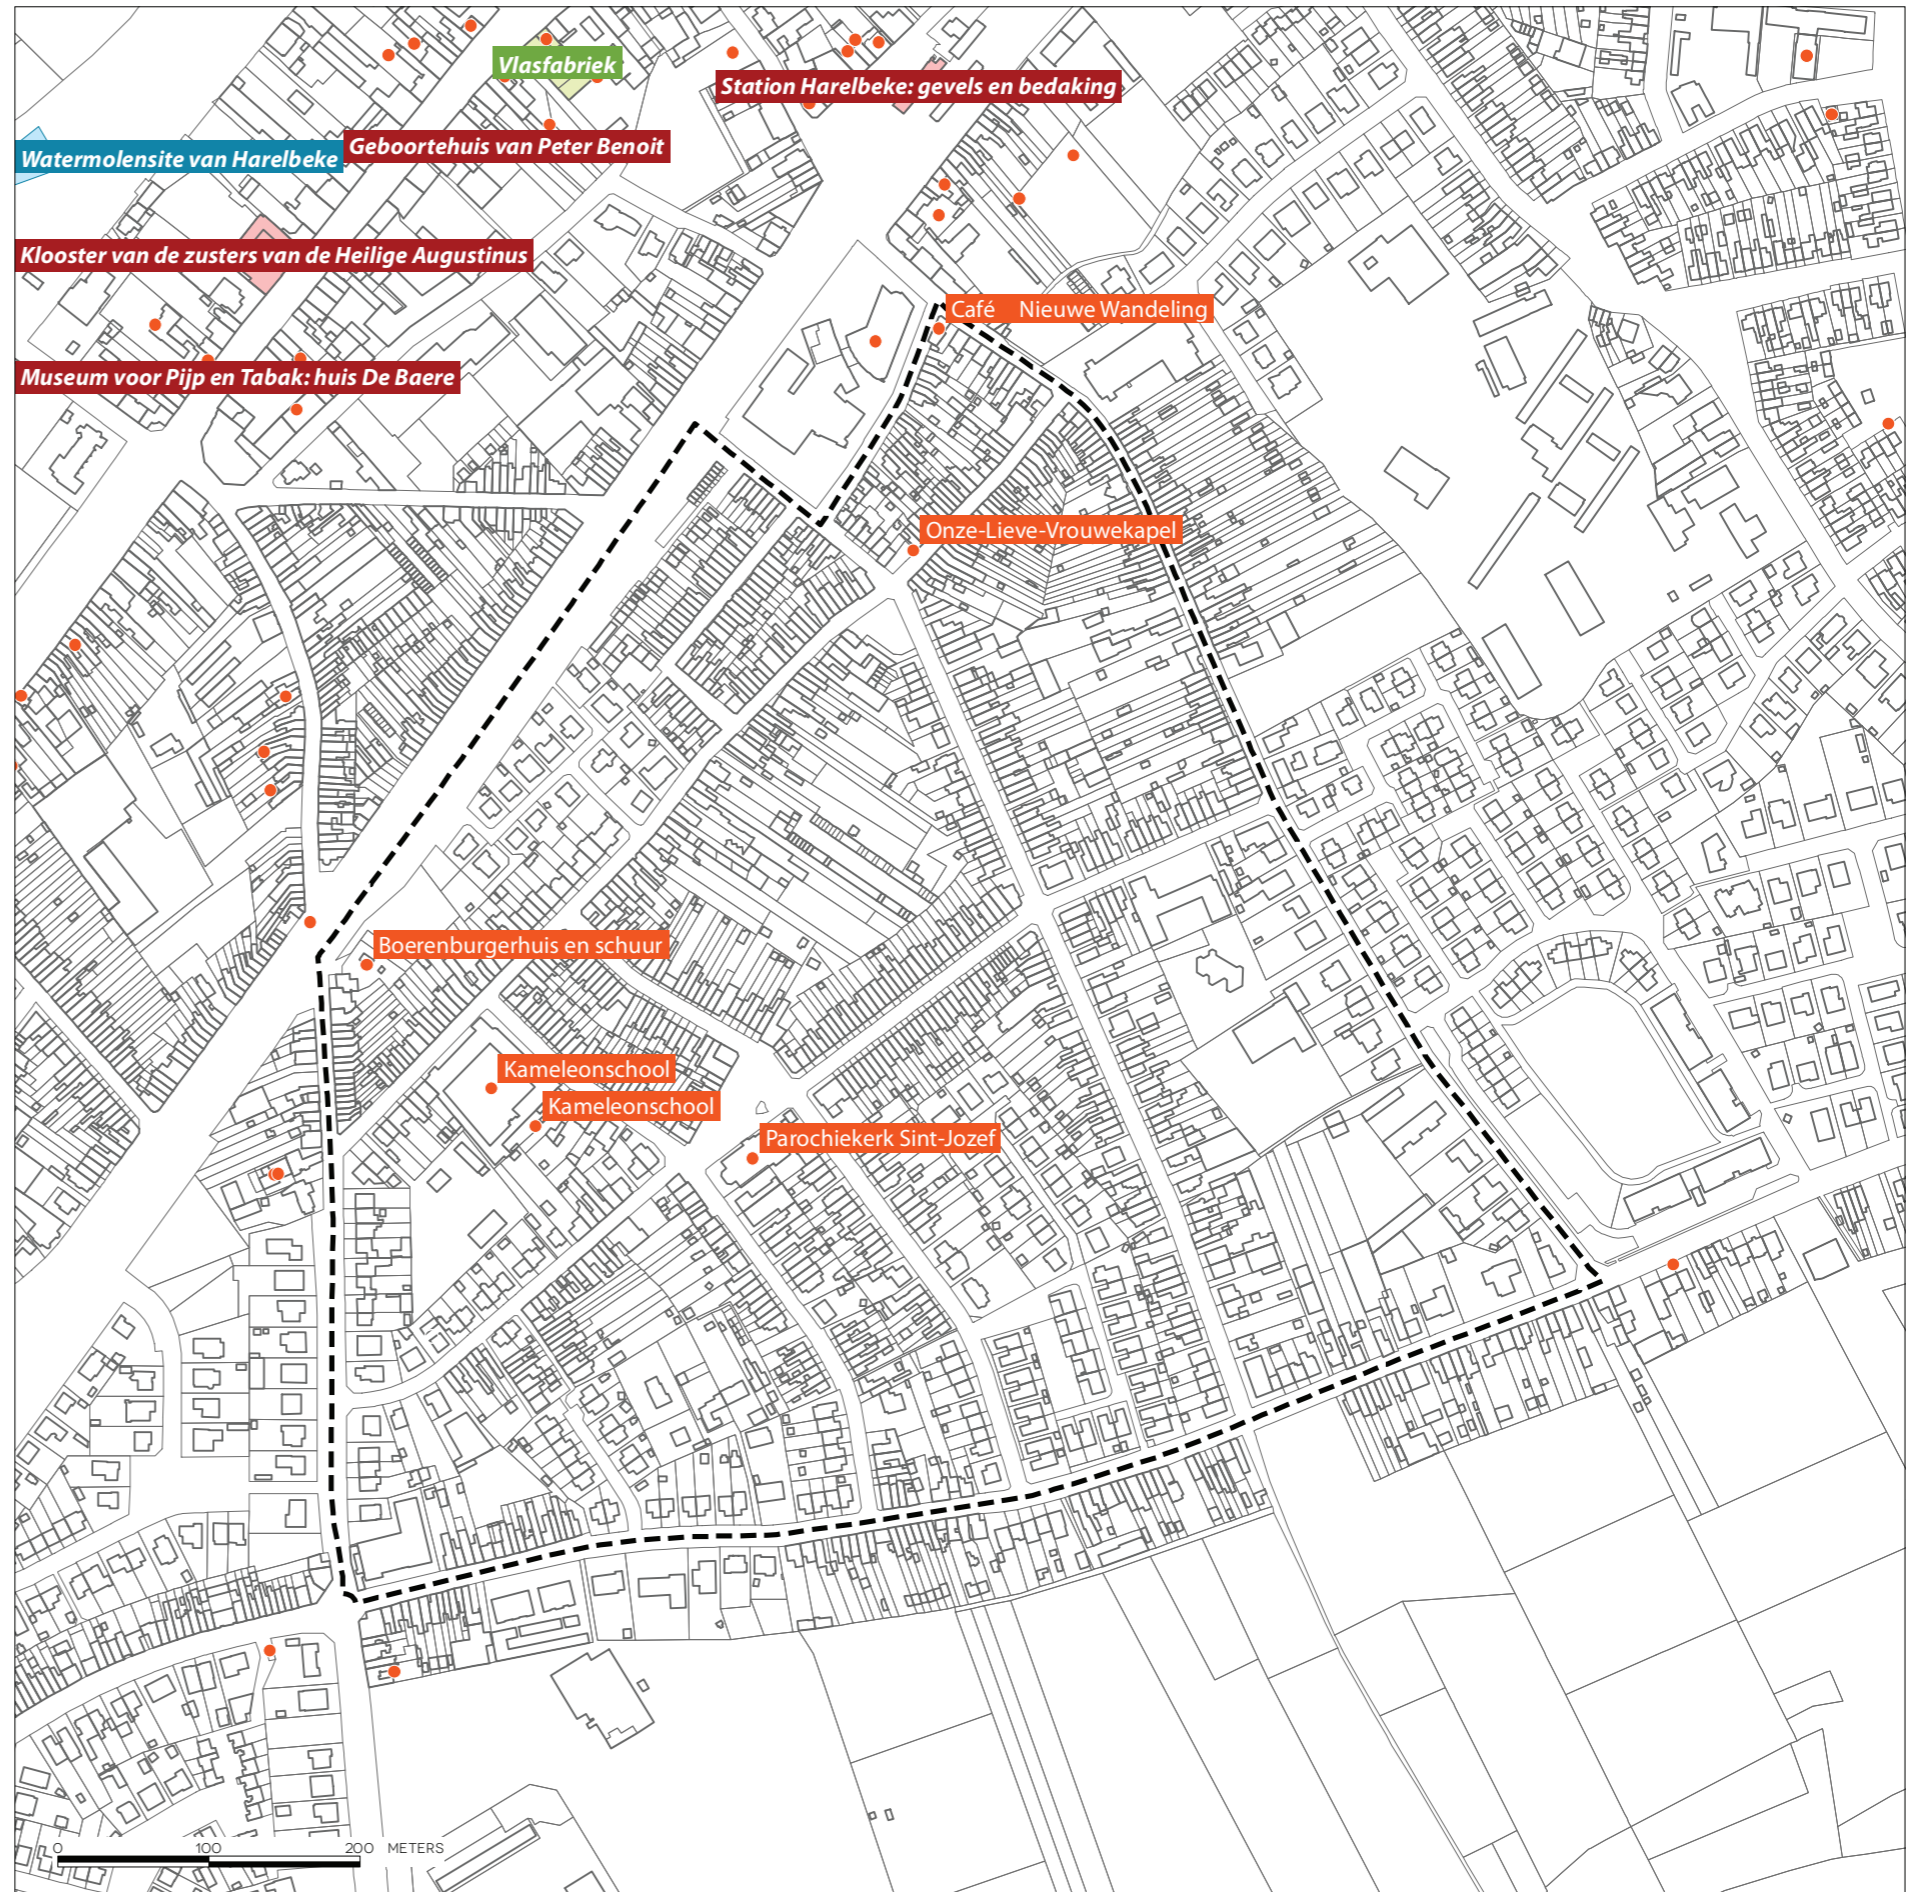 Vlasfabriek
Station Harelbeke: gevels en bedaking
Geboortehuis van Peter Benoit
Watermolensite van Harelbeke
Klooster van de zusters van de Heilige Augustinus
Café Nieuwe Wandeling
Museum voor Pijp en Tabak: huis De Baere
Onze-Lieve-Vrouwekapel
Boerenburgerhuis en schuur
Kameleonschool
Kameleonschool
Parochiekerk Sint-Jozef
0 100 200 METERS